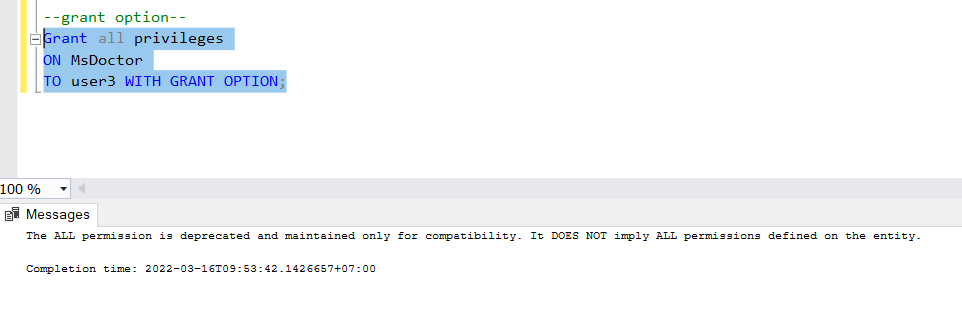 --grant option--
Grant all privileges
ON MsDoctor
TO user3 WITH GRANT OPTION;
100 %
Messages
The ALL permission is deprecated and maintained only for compatibility. It DOES NOT imply ALL permissions defined on the entity.
Completion time: 2022-03-16T09:53:42.1426657+07:00